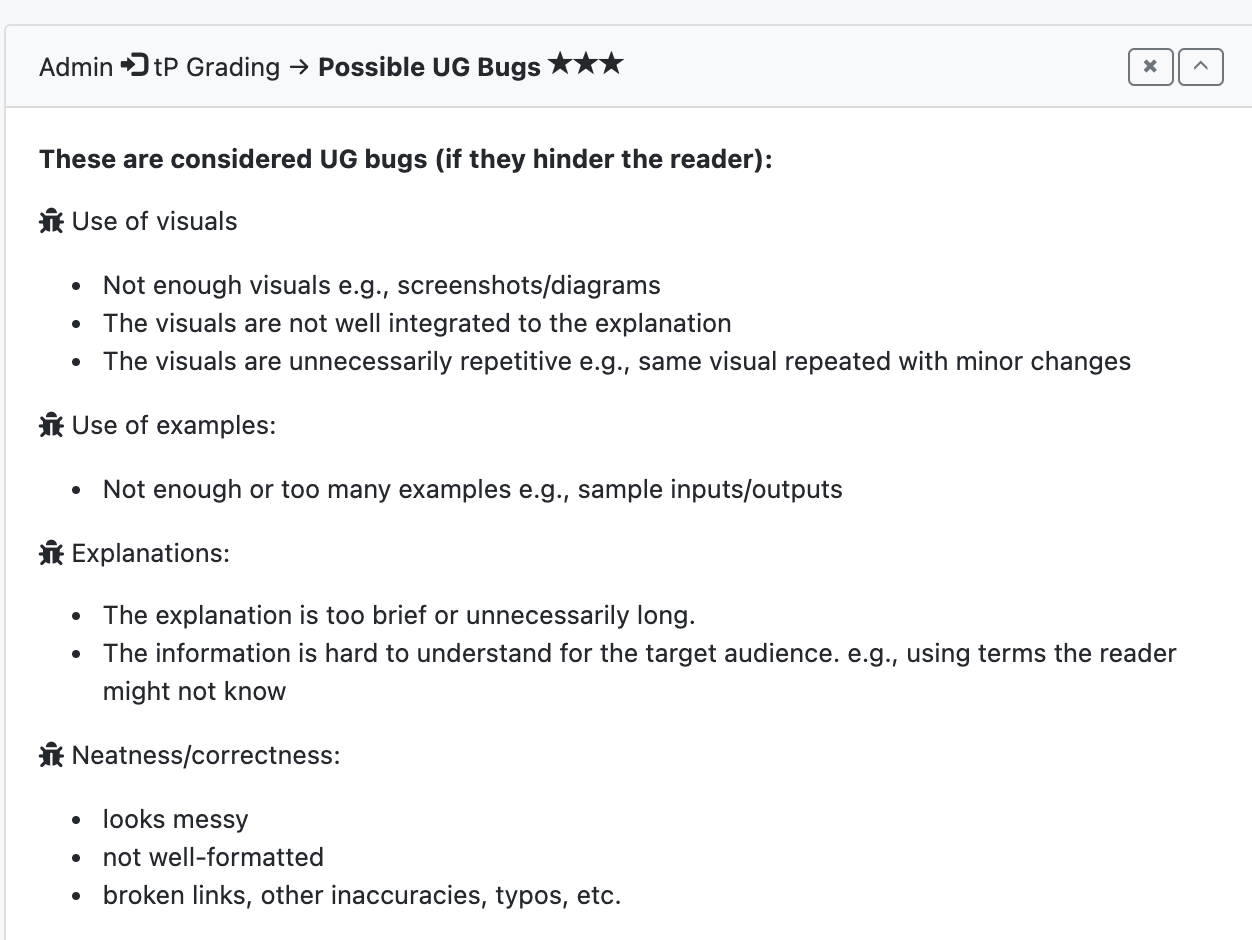 Admin tP Grading → Possible UG Bugs ★★★
These are considered UG bugs (if they hinder the reader):
Use of visuals
• Not enough visuals e.g., screenshots/diagrams
• The visuals are not well integrated to the explanation
• The visuals are unnecessarily repetitive e.g., same visual repeated with minor changes
Use of examples:
• Not enough or too many examples e.g., sample inputs/outputs
Explanations:
• The explanation is too brief or unnecessarily long.
• The information is hard to understand for the target audience. e.g., using terms the reader
might not know
Neatness/correctness:
• looks messy
• not well-formatted
• broken links, other inaccuracies, typos, etc.